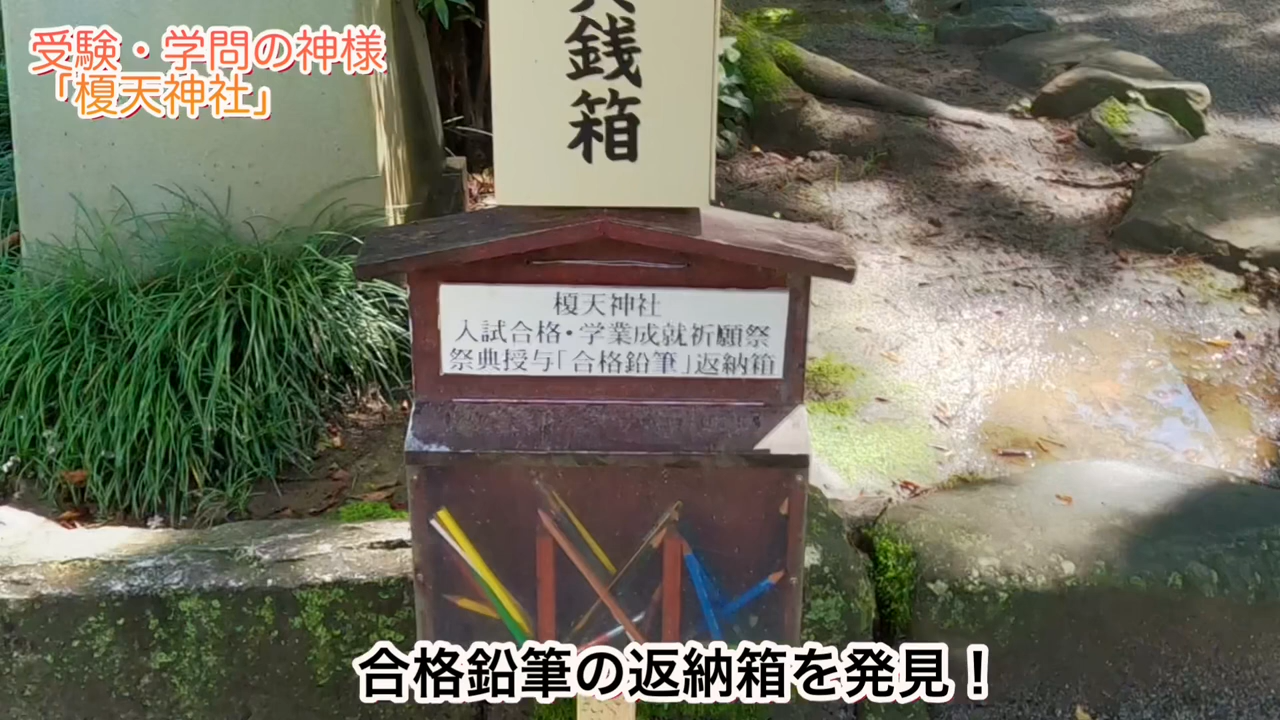 受験・学問の神様
「榎天神社」
銭箱
榎天神社
入試合格・学業成就祈願祭
祭典授与「合格鉛筆」返納箱
合格鉛筆の返納箱を発見！